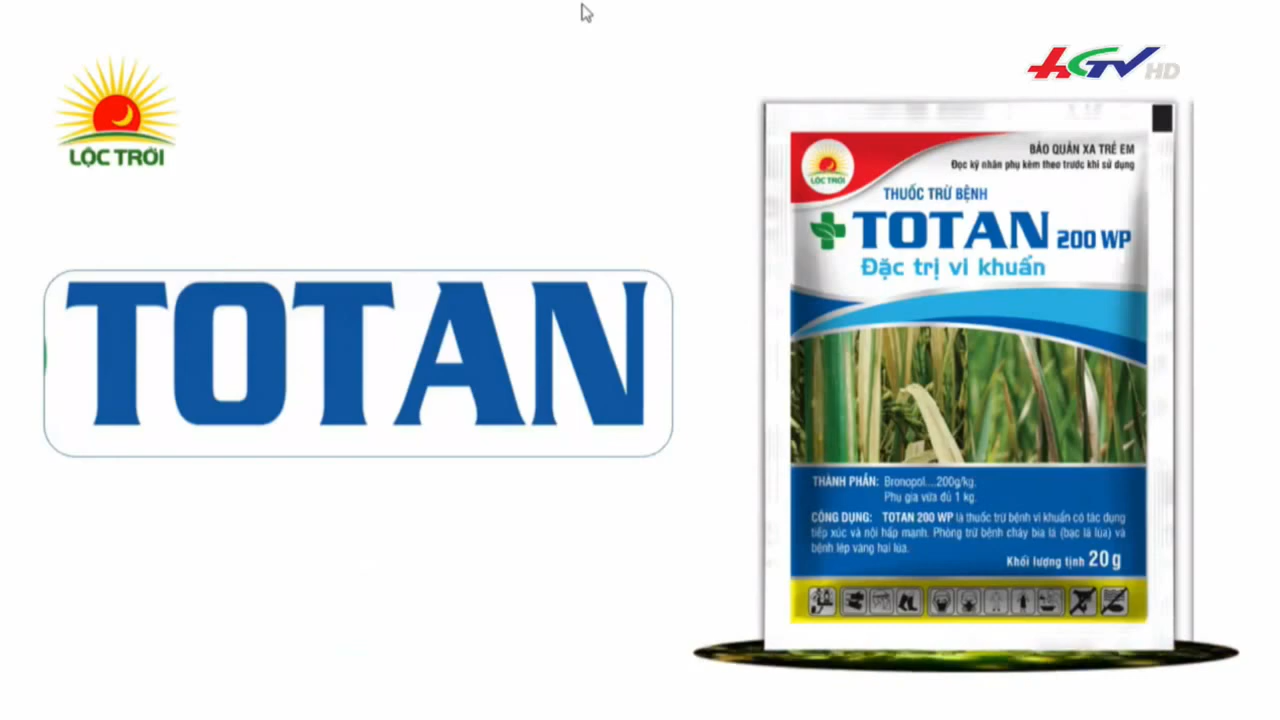 LỘC TRỜI
HGTV HD
TOTAN
LỘC TRỜI
BẢO QUẢN XA TRẺ EM
Đọc kỹ nhãn phụ kèm theo trước khi sử dụng
THUỐC TRỪ BỆNH
TOTAN 200 WP
Đặc trị vi khuẩn
THÀNH PHẦN: Bronopol....200g/kg.
Phụ gia vừa đủ 1 kg.
CÔNG DỤNG: TOTAN 200 WP là thuốc trừ bệnh vi khuẩn có tác dụng
tiếp xúc và nội hấp mạnh. Phòng trừ bệnh cháy bìa lá (bạc lá lúa) và
bệnh lép vàng hại lúa.
Khối lượng tịnh 20 g